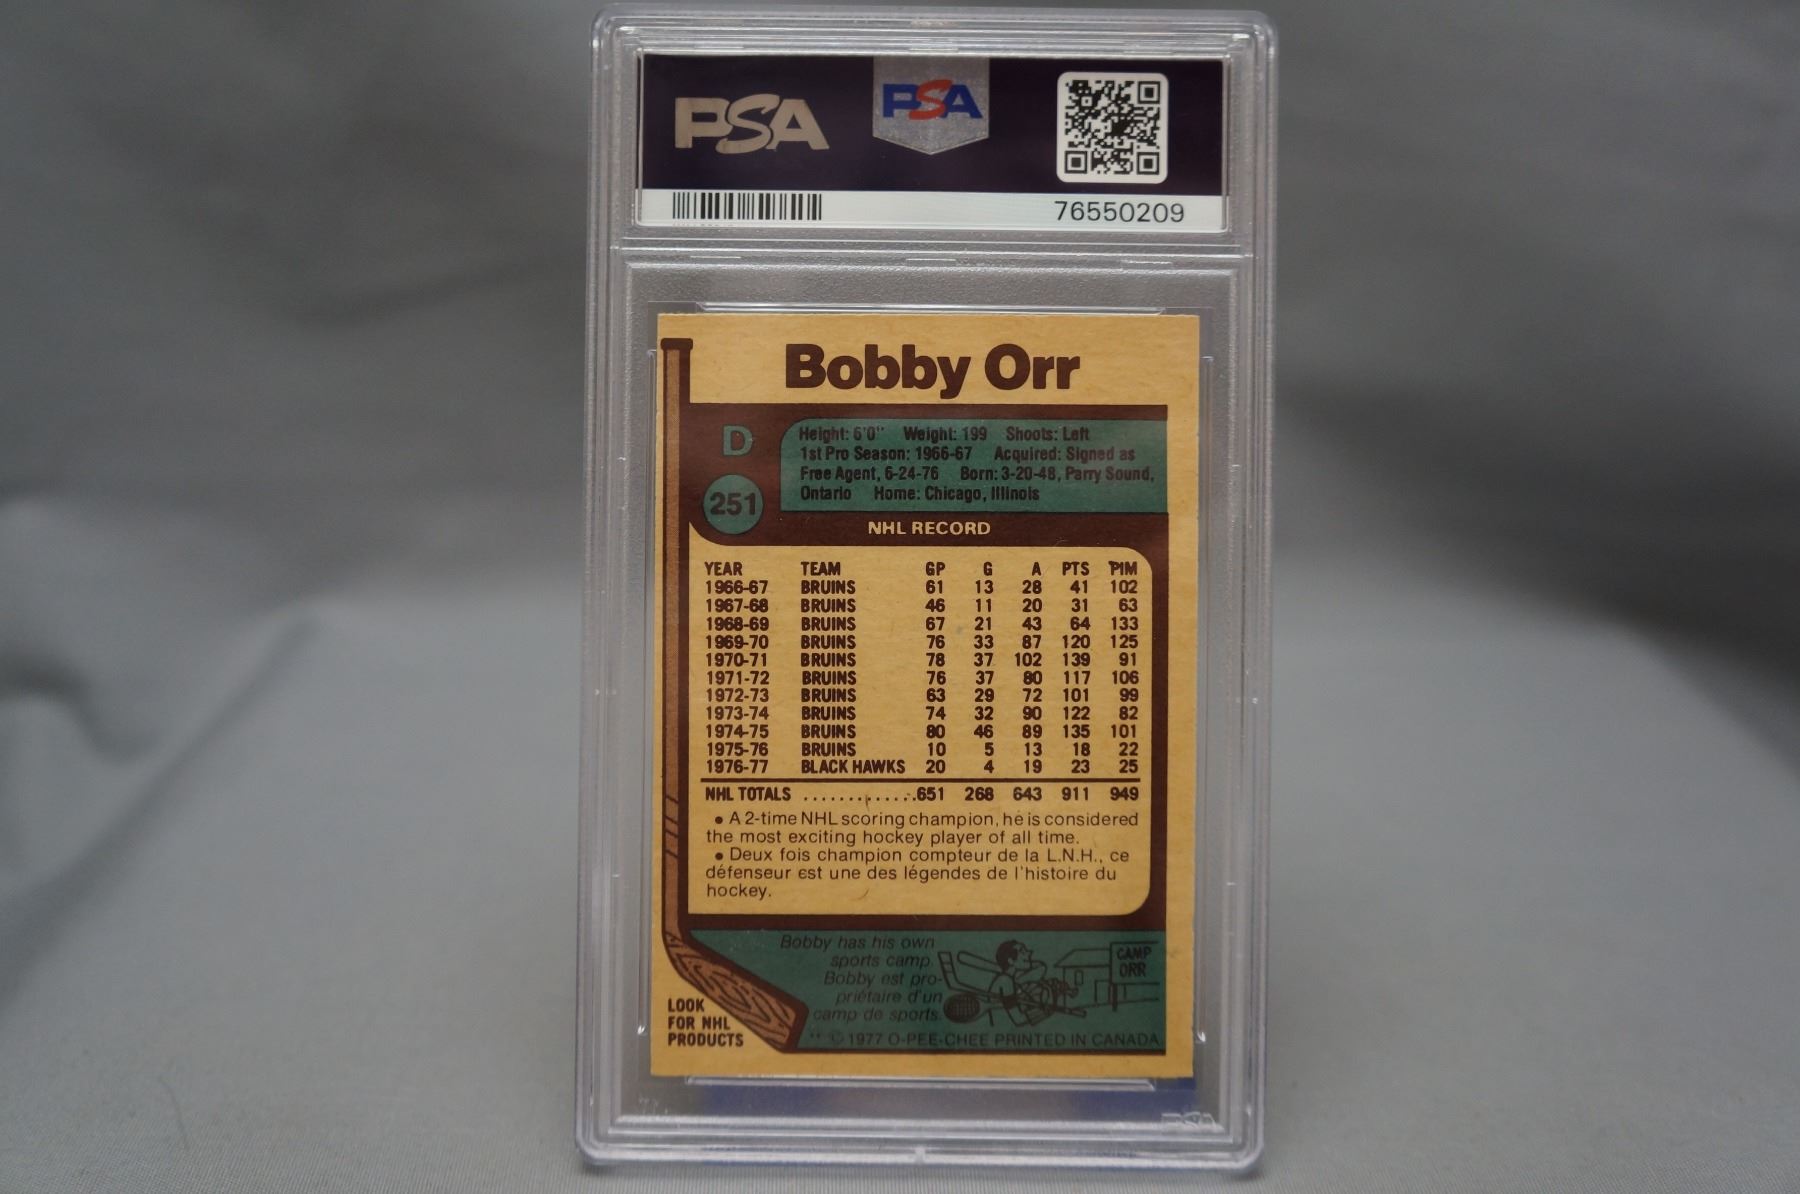 PSA PSA
76550209
Bobby Orr
D
251
Height: 6'0" Weight: 199 Shoots: Left
1st Pro Season: 1966-67 Acquired: Signed as
Free Agent, 6-24-76 Born: 3-20-48, Parry Sound,
Ontario Home: Chicago, Illinois
NHL RECORD
YEAR TEAM GP G A PTS PIM
1966-67 BRUINS 61 13 28 41 102
1967-68 BRUINS 46 11 20 31 63
1968-69 BRUINS 67 21 43 64 133
1969-70 BRUINS 76 33 87 120 125
1970-71 BRUINS 78 37 102 139 91
1971-72 BRUINS 76 37 80 117 106
1972-73 BRUINS 63 29 72 101 99
1973-74 BRUINS 74 32 90 122 82
1974-75 BRUINS 80 46 89 135 101
1975-76 BRUINS 10 5 13 18 22
1976-77 BLACK HAWKS 20 4 19 23 25
NHL TOTALS .............651 268 643 911 949
• A 2-time NHL scoring champion, he is considered
the most exciting hockey player of all time.
• Deux fois champion compteur de la L.N.H., ce
défenseur est une des légendes de l'histoire du
hockey.
Bobby has his own
sports camp.
Bobby est pro-
priétaire d'un
camp de sports.
CAMP
ORR
LOOK
FOR NHL
PRODUCTS
** © 1977 O-PEE-CHEE PRINTED IN CANADA
PSA